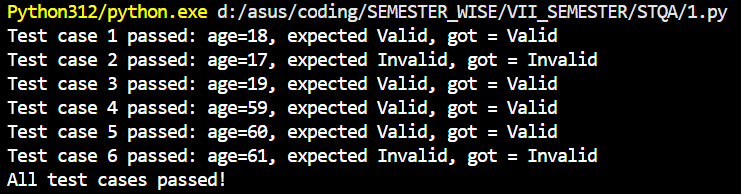 Python312/python.exe d:/asus/coding/SEMESTER_WISE/VII_SEMESTER/STQA/1.py
Test case 1 passed: age=18, expected Valid, got = Valid
Test case 2 passed: age=17, expected Invalid, got = Invalid
Test case 3 passed: age=19, expected Valid, got = Valid
Test case 4 passed: age=59, expected Valid, got = Valid
Test case 5 passed: age=60, expected Valid, got = Valid
Test case 6 passed: age=61, expected Invalid, got = Invalid
All test cases passed!